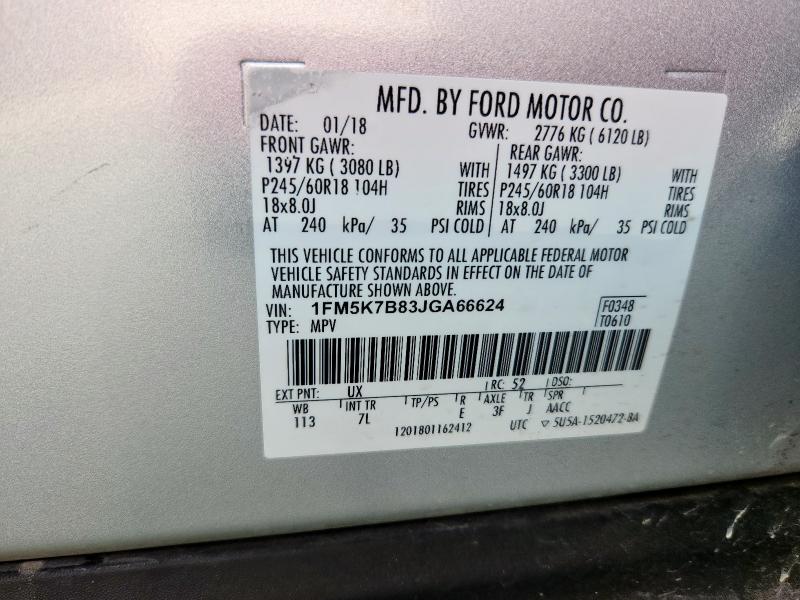 MFD. BY FORD MOTOR CO.
DATE: 01/18 GVWR: 2776 KG ( 6120 LB)
FRONT GAWR: REAR GAWR:
1397 KG ( 3080 LB) WITH 1497 KG ( 3300 LB) WITH
P245/60R18 104H TIRES P245/60R18 104H TIRES
18x8.0J RIMS 18x8.0J RIMS
AT 240 kPa/ 35 PSI COLD AT 240 kPa/ 35 PSI COLD
THIS VEHICLE CONFORMS TO ALL APPLICABLE FEDERAL MOTOR
VEHICLE SAFETY STANDARDS IN EFFECT ON THE DATE OF
MANUFACTURE SHOWN ABOVE.
VIN: 1FM5K7B83JGA66624 F0348
TYPE: MPV T0610
EXT PNT: UX RC: 52 DSO:
WB INT TR TP/PS R AXLE TR SPR
113 7L E 3F J AACC
1201801162412 UTC ▽ 5U5A-1520472-BA